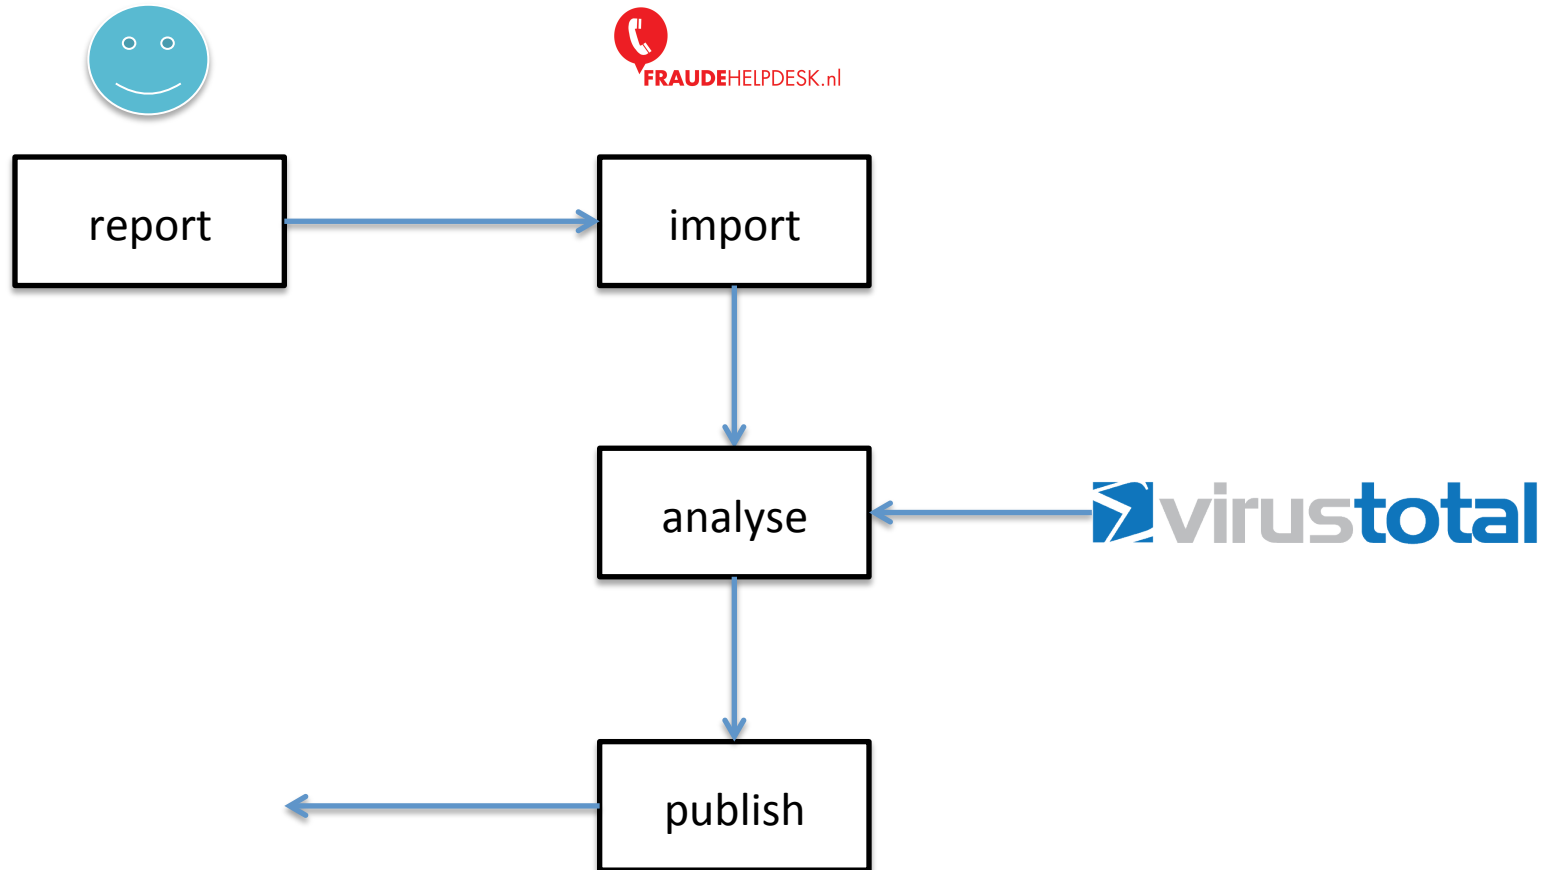 FRAUDEHELPDESK.nl
report
import
analyse
virustotal
publish